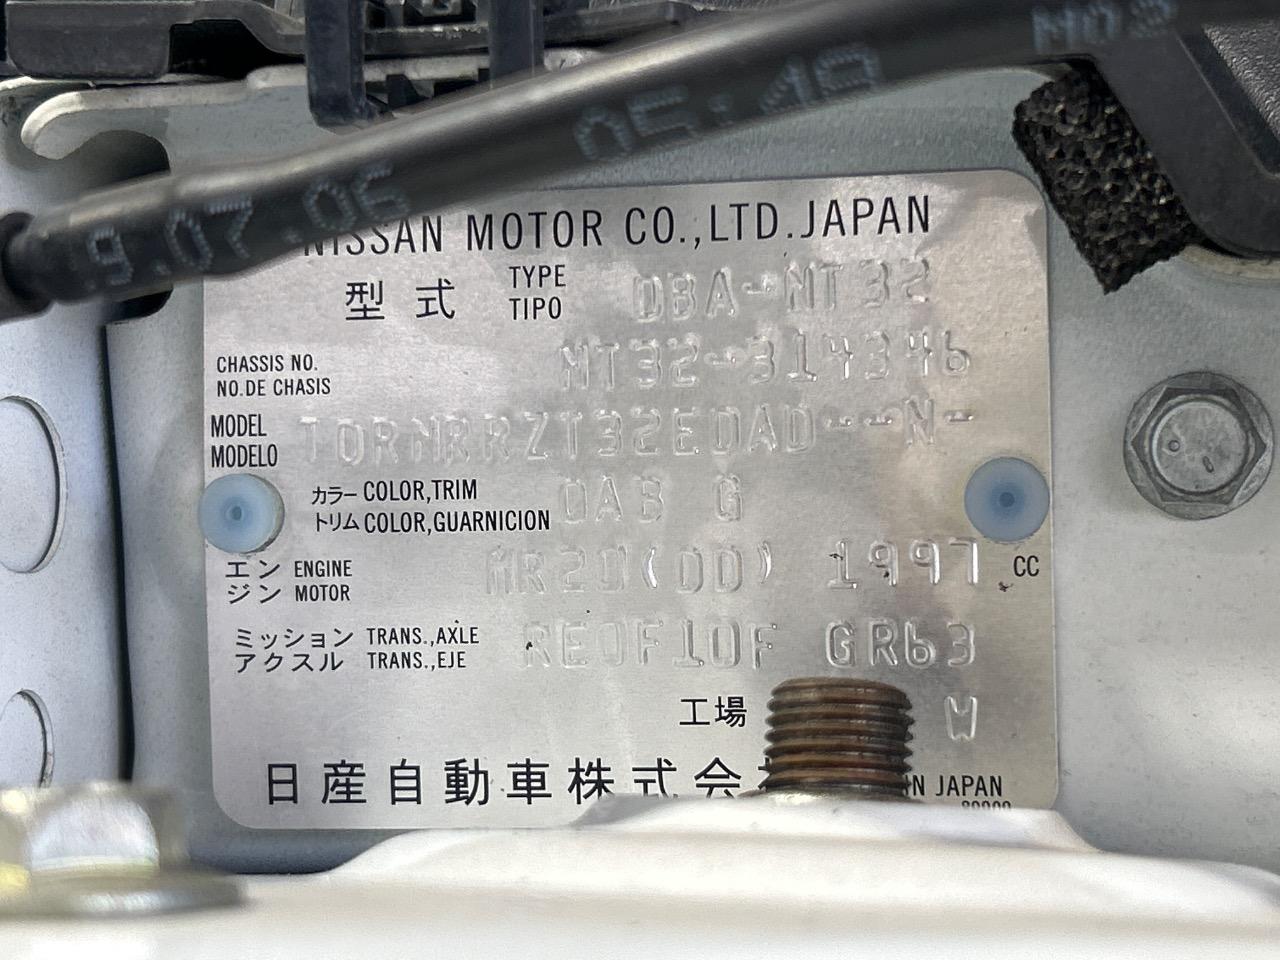 M02
05:49
9.07.06
NISSAN MOTOR CO.,LTD.JAPAN
型式 TYPE TIPO DBA-NT32
CHASSIS NO. NO.DE CHASIS NT32-314346
MODEL MODELO TDRNRRZT32EDAD---N-
カラー COLOR,TRIM
トリム COLOR,GUARNICION QAB G
エンジン ENGINE MOTOR MR20(DD) 1997 CC
ミッション TRANS.,AXLE
アクスル TRANS.,EJE RE0F10F GR63
工場 W
日産自動車株式会
N JAPAN